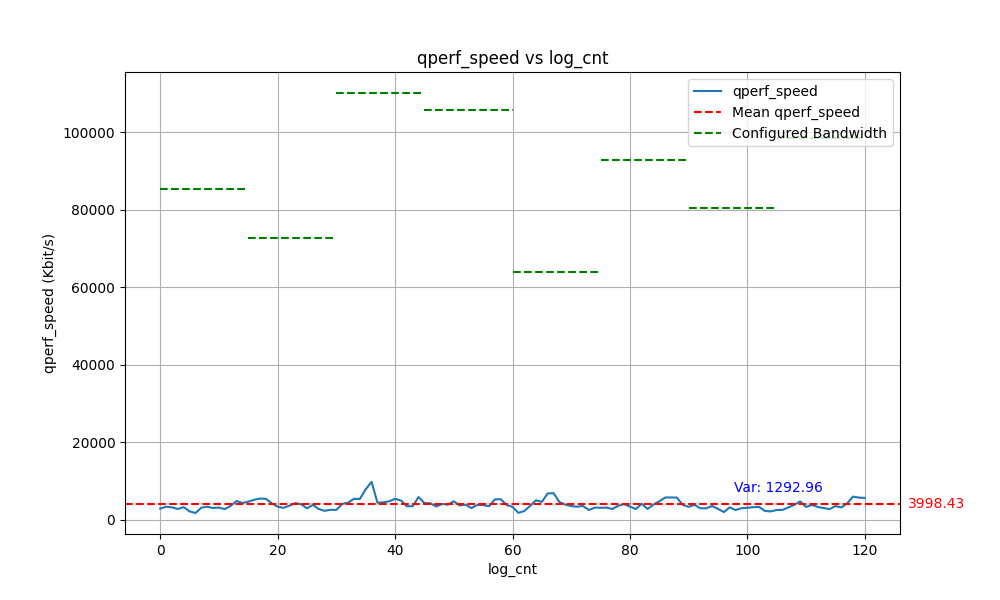 qperf_speed vs log_cnt
qperf_speed
Mean qperf_speed
Configured Bandwidth
qperf_speed (Kbit/s)
100000
80000
60000
40000
20000
0
Var: 1292.96
3998.43
0
20
40
60
80
100
120
log_cnt